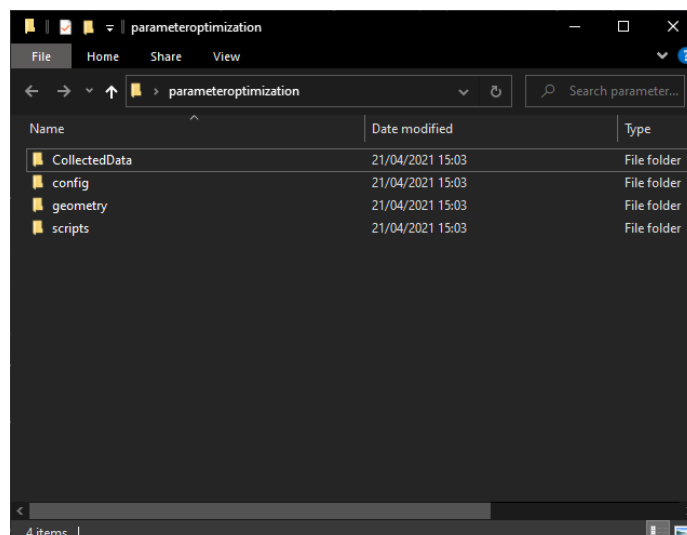 parameteroptimization
File Home Share View
parameteroptimization Search parameter...
Name Date modified Type
CollectedData 21/04/2021 15:03 File folder
config 21/04/2021 15:03 File folder
geometry 21/04/2021 15:03 File folder
scripts 21/04/2021 15:03 File folder
4 items